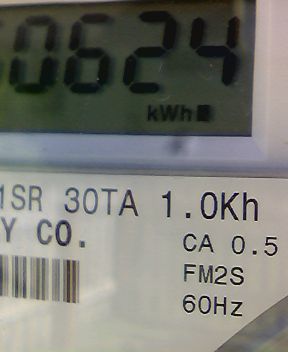 0624
kWh
1SR 30TA 1.0Kh
Y CO.
CA 0.5
FM2S
60Hz